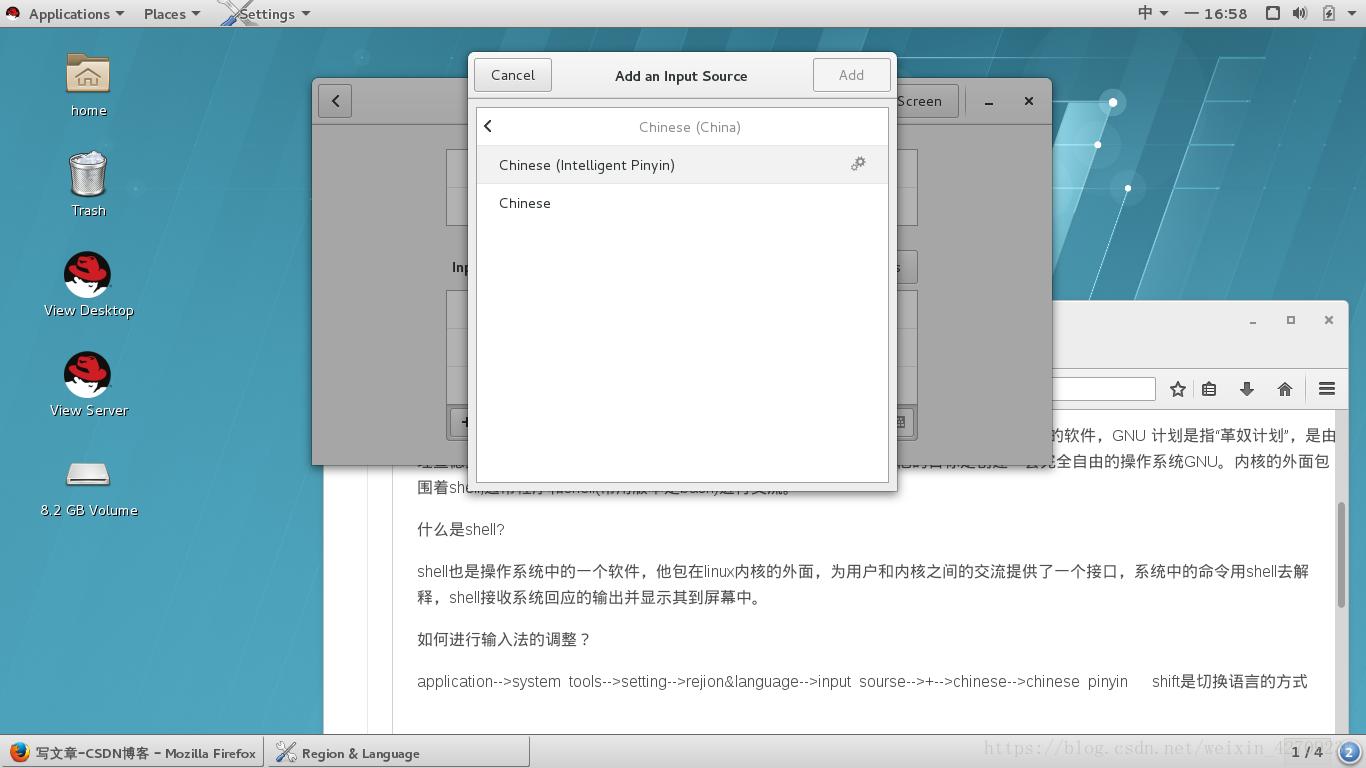 Applications Places Settings 中 一 16:58
home
Trash
View Desktop
View Server
8.2 GB Volume
Cancel Add an Input Source Add
Screen
Chinese (China)
Chinese (Intelligent Pinyin)
Chinese
Inp
s
+
的软件，GNU 计划是指“革奴计划”，是由
完全自由的操作系统GNU。内核的外面包
围着shell
什么是shell?
shell也是操作系统中的一个软件，他包在linux内核的外面，为用户和内核之间的交流提供了一个接口，系统中的命令用shell去解
释，shell接收系统回应的输出并显示其到屏幕中。
如何进行输入法的调整？
application-->system tools-->setting-->rejion&language-->input sourse-->+-->chinese-->chinese pinyin shift是切换语言的方式
写文章-CSDN博客 - Mozilla Firefox Region & Language 1 / 4 2